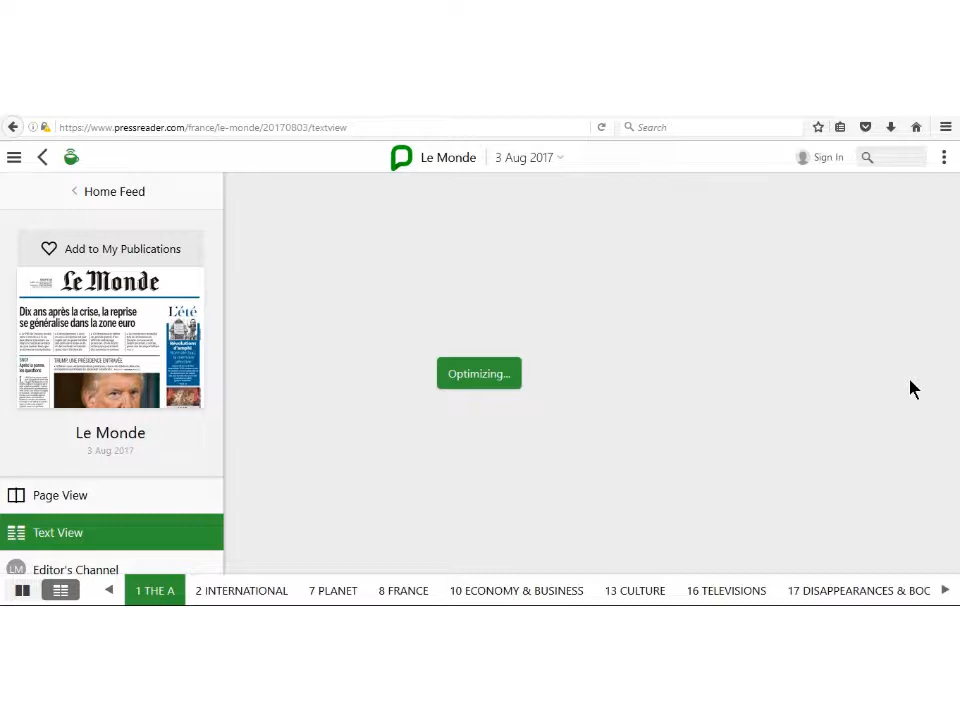 https://www.pressreader.com/france/le-monde/20170803/textview
Search
Le Monde
3 Aug 2017
Sign In
Home Feed
Add to My Publications
Le Monde
Dix ans après la crise, la reprise
se généralise dans la zone euro
L'été
TRUMP, UNE PRÉSIDENCE ENTRAVÉE
Le Monde
3 Aug 2017
Optimizing...
Page View
Text View
LM
Editor's Channel
1 THE A
2 INTERNATIONAL
7 PLANET
8 FRANCE
10 ECONOMY & BUSINESS
13 CULTURE
16 TELEVISIONS
17 DISAPPEARANCES & BOC